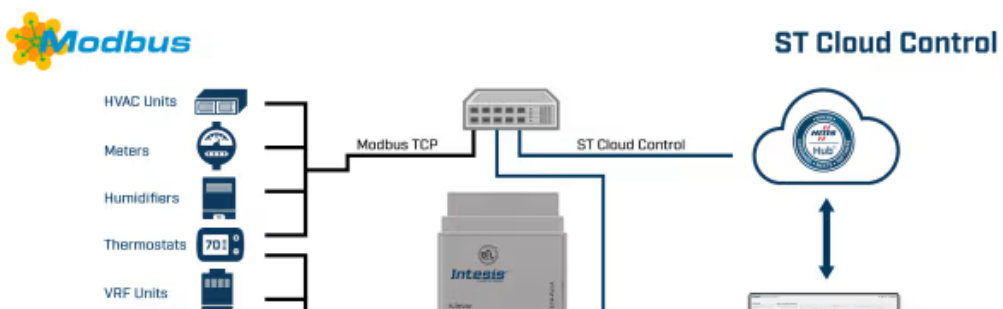 Modbus
ST Cloud Control
HVAC Units
Modbus TCP
ST Cloud Control
HMS
Hub
Meters
Humidifiers
Thermostats
70
VRF Units
Intesis